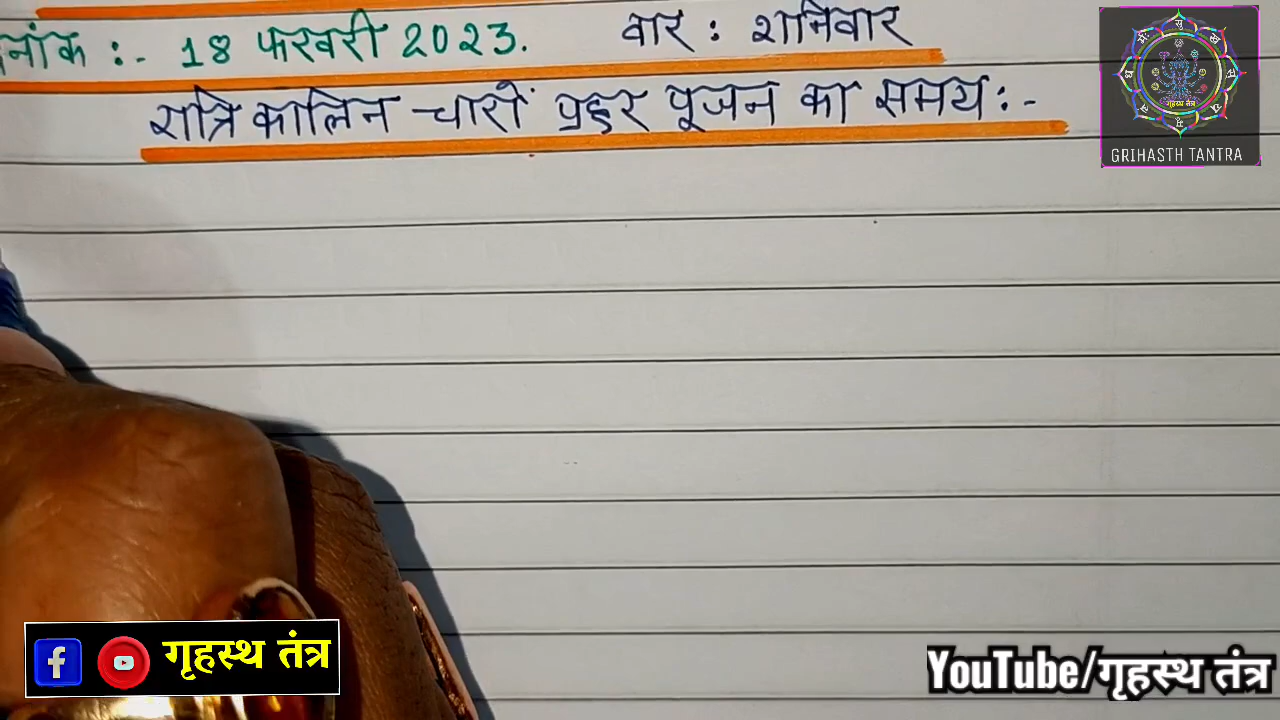 दिनांक :- 18 फरवरी 2023. वार : शनिवार
रात्रि कालिन चारों प्रहर पूजन का समय:-
GRIHASTH TANTRA
गृहस्थ तंत्र
YouTube/गृहस्थ तंत्र